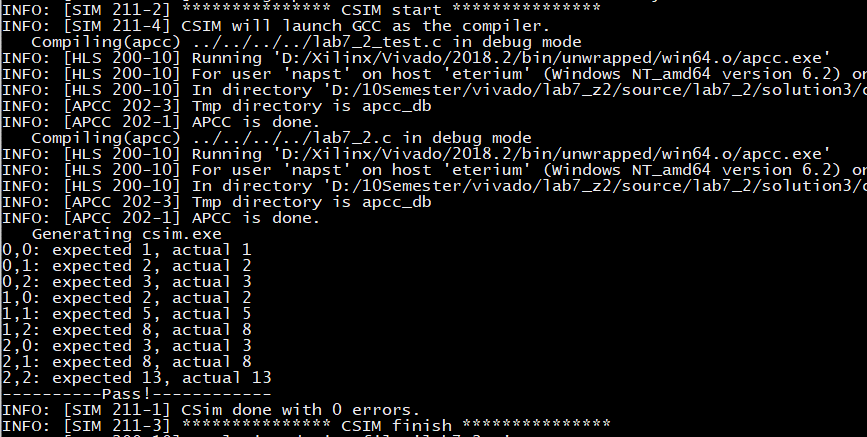 INFO: [SIM 211-2] *************** CSIM start ***************
INFO: [SIM 211-4] CSIM will launch GCC as the compiler.
Compiling(apcc) ../../../../lab7_2_test.c in debug mode
INFO: [HLS 200-10] Running 'D:/Xilinx/Vivado/2018.2/bin/unwrapped/win64.o/apcc.exe'
INFO: [HLS 200-10] For user 'napst' on host 'eterium' (Windows NT_amd64 version 6.2) on
INFO: [HLS 200-10] In directory 'D:/10Semester/vivado/lab7_z2/source/lab7_2/solution3/c
INFO: [APCC 202-3] Tmp directory is apcc_db
INFO: [APCC 202-1] APCC is done.
Compiling(apcc) ../../../../lab7_2.c in debug mode
INFO: [HLS 200-10] Running 'D:/Xilinx/Vivado/2018.2/bin/unwrapped/win64.o/apcc.exe'
INFO: [HLS 200-10] For user 'napst' on host 'eterium' (Windows NT_amd64 version 6.2) on
INFO: [HLS 200-10] In directory 'D:/10Semester/vivado/lab7_z2/source/lab7_2/solution3/c
INFO: [APCC 202-3] Tmp directory is apcc_db
INFO: [APCC 202-1] APCC is done.
Generating csim.exe
0,0: expected 1, actual 1
0,1: expected 2, actual 2
0,2: expected 3, actual 3
1,0: expected 2, actual 2
1,1: expected 5, actual 5
1,2: expected 8, actual 8
2,0: expected 3, actual 3
2,1: expected 8, actual 8
2,2: expected 13, actual 13
----------Pass!------------
INFO: [SIM 211-1] CSim done with 0 errors.
INFO: [SIM 211-3] *************** CSIM finish ***************